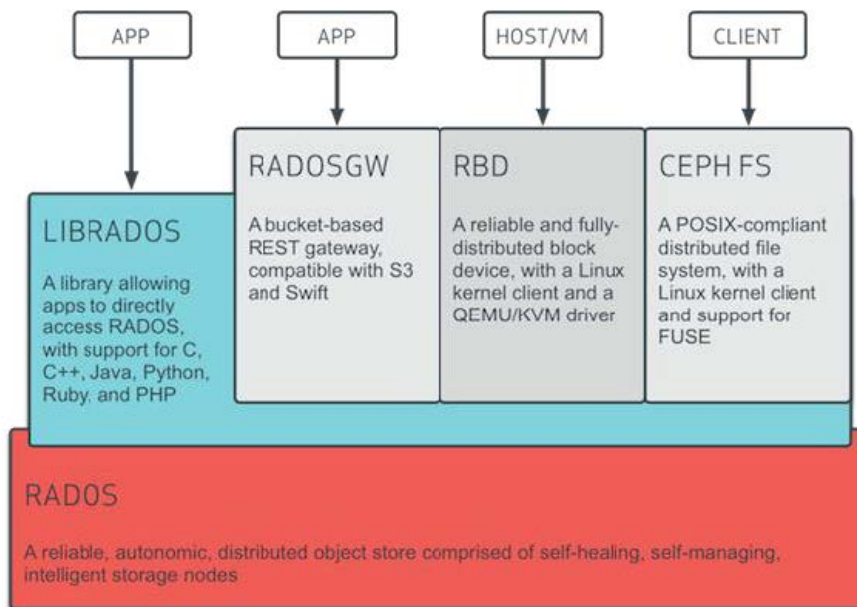 APP
APP
HOST/VM
CLIENT
LIBRADOS
A library allowing
apps to directly
access RADOS,
with support for C,
C++, Java, Python,
Ruby, and PHP
RADOSGW
A bucket-based
REST gateway,
compatible with S3
and Swift
RBD
A reliable and fully-
distributed block
device, with a Linux
kernel client and a
QEMU/KVM driver
CEPH FS
A POSIX-compliant
distributed file
system, with a
Linux kernel client
and support for
FUSE
RADOS
A reliable, autonomic, distributed object store comprised of self-healing, self-managing,
intelligent storage nodes